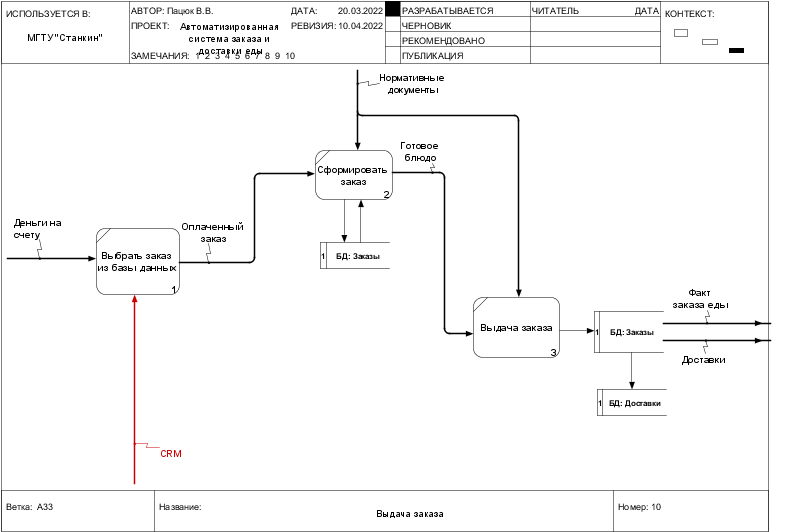 ИСПОЛЬЗУЕТСЯ В:
МГТУ"Станкин"
АВТОР: Пацюк В.В.
ДАТА: 20.03.2022
ПРОЕКТ: Автоматизированная
система заказа и
доставки еды
РЕВИЗИЯ: 10.04.2022
ЗАМЕЧАНИЯ: 1 2 3 4 5 6 7 8 9 10
РАЗРАБАТЫВАЕТСЯ
ЧЕРНОВИК
РЕКОМЕНДОВАНО
ПУБЛИКАЦИЯ
ЧИТАТЕЛЬ ДАТА
КОНТЕКСТ:
Нормативные
документы
Готовое
блюдо
Сформировать
заказ
2
Деньги на
счету
Оплаченный
заказ
Выбрать заказ
из базы данных
1
1 БД: Заказы
Факт
заказа еды
Выдача заказа
3
1 БД: Заказы
Доставки
1 БД: Доставки
CRM
Ветка: A33
Название:
Выдача заказа
Номер: 10